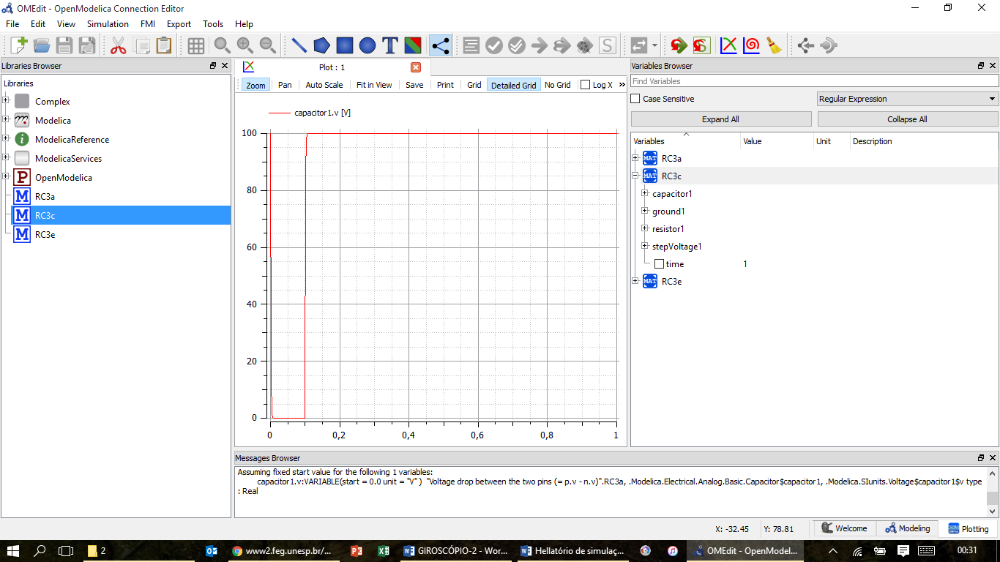 OMEdit - OpenModelica Connection Editor
File Edit View Simulation FMI Export Tools Help
T S S
Libraries Browser
Libraries
Complex
Modelica
ModelicaReference
ModelicaServices
P OpenModelica
M RC3a
M RC3c
M RC3e
Plot : 1
Zoom Pan Auto Scale Fit in View Save Print Grid Detailed Grid No Grid Log X »
capacitor1.v [V]
100
80
60
40
20
0
0 0,2 0,4 0,6 0,8 1
Variables Browser
Find Variables
Case Sensitive Regular Expression
Expand All Collapse All
Variables Value Unit Description
MAT RC3a
MAT RC3c
capacitor1
ground1
resistor1
stepVoltage1
time 1
MAT RC3e
Messages Browser
Assuming fixed start value for the following 1 variables:
capacitor1.v:VARIABLE(start = 0.0 unit = "V" ) "Voltage drop between the two pins (= p.v - n.v)".RC3a, .Modelica.Electrical.Analog.Basic.Capacitor$capacitor1, .Modelica.SIunits.Voltage$capacitor1$v type
: Real
X: -32.45 Y: 78.81 Welcome Modeling Plotting
2 www2.feg.unesp.br/... GIROSCÓPIO-2 - Wor... Hellatório de simulaç... OMEdit - OpenModel... 00:31